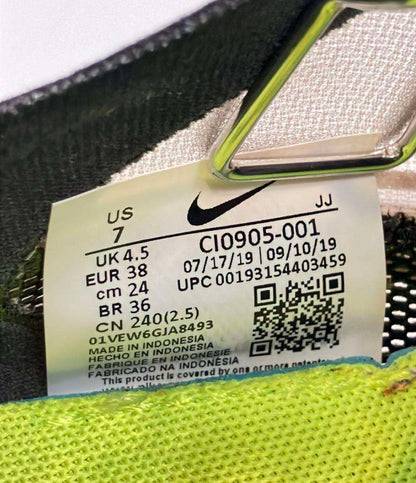 US
7
JJ
UK 4.5
EUR 38
cm 24
BR 36
CN 240(2.5)
CI0905-001
07/17/19 | 09/10/19
UPC 00193154403459
01VEW6GJA8493
MADE IN INDONESIA
HECHO EN INDONESIA
FABRIQUE EN INDONESIE
FABRICADO NA INDONÉSIA
This product is covered by one or more